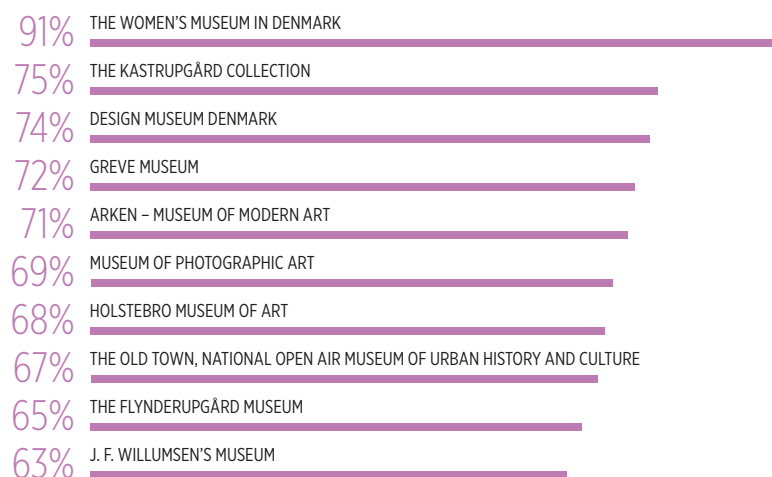 91% THE WOMEN'S MUSEUM IN DENMARK
75% THE KASTRUPGÅRD COLLECTION
74% DESIGN MUSEUM DENMARK
72% GREVE MUSEUM
71% ARKEN – MUSEUM OF MODERN ART
69% MUSEUM OF PHOTOGRAPHIC ART
68% HOLSTEBRO MUSEUM OF ART
67% THE OLD TOWN, NATIONAL OPEN AIR MUSEUM OF URBAN HISTORY AND CULTURE
65% THE FLYNDERUPGÅRD MUSEUM
63% J. F. WILLUMSEN'S MUSEUM